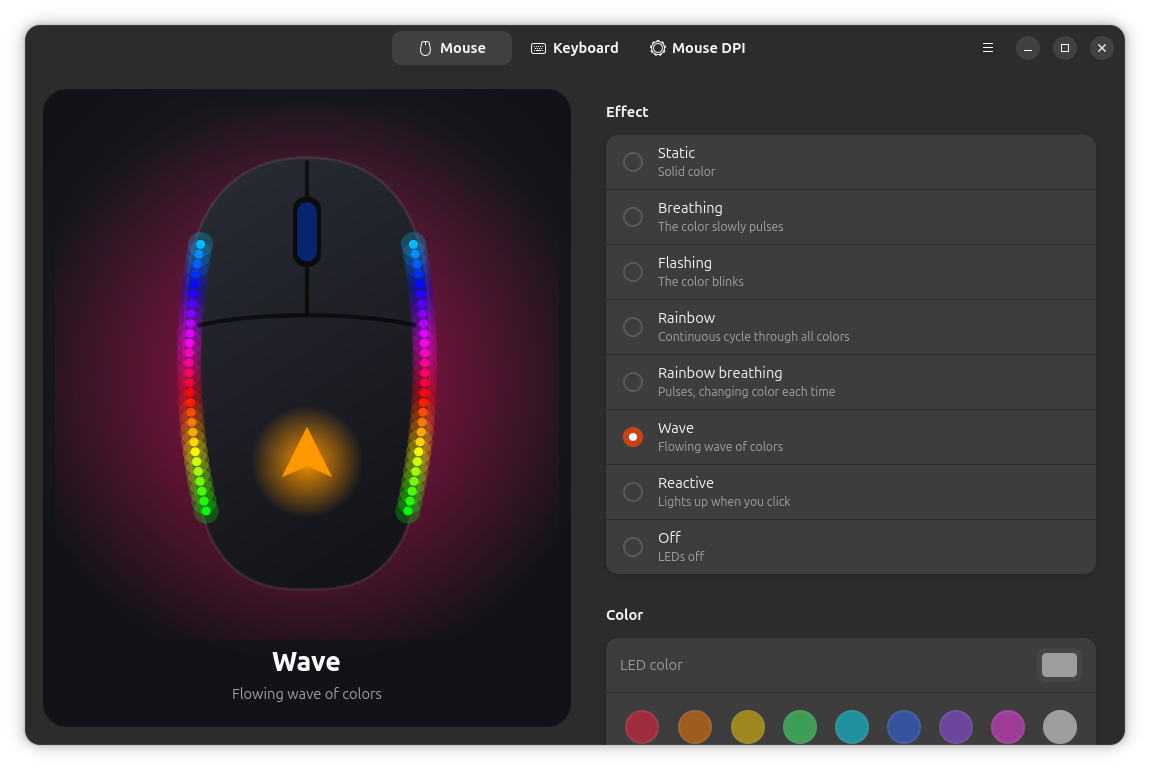 Mouse
Keyboard
Mouse DPI
Effect
Static
Solid color
Breathing
The color slowly pulses
Flashing
The color blinks
Rainbow
Continuous cycle through all colors
Rainbow breathing
Pulses, changing color each time
Wave
Flowing wave of colors
Reactive
Lights up when you click
Off
LEDs off
Color
LED color
Wave
Flowing wave of colors